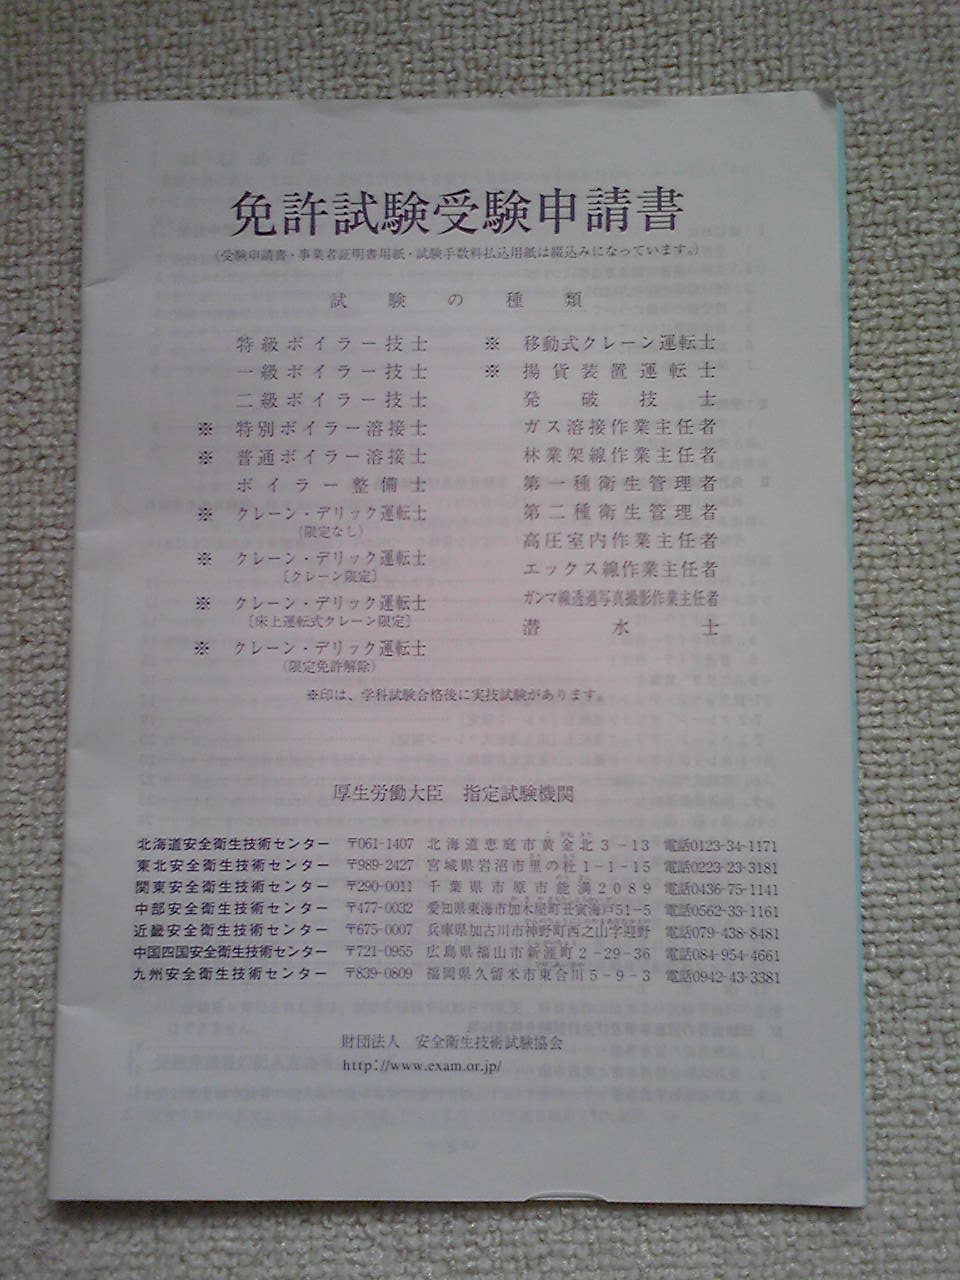 免許試験受験申請書
(受験申請書・事業者証明書用紙・試験手数料払込用紙は綴込みになっています。)
試験の種類
特級ボイラー技士
一級ボイラー技士
二級ボイラー技士
※ 特別ボイラー溶接士
※ 普通ボイラー溶接士
ボイラー整備士
※ クレーン・デリック運転士
(限定なし)
※ クレーン・デリック運転士
〔クレーン限定〕
※ クレーン・デリック運転士
〔床上運転式クレーン限定〕
※ クレーン・デリック運転士
(限定免許解除)
※ 移動式クレーン運転士
※ 揚貨装置運転士
発破技士
ガス溶接作業主任者
林業架線作業主任者
第一種衛生管理者
第二種衛生管理者
高圧室内作業主任者
エックス線作業主任者
ガンマ線透過写真撮影作業主任者
潜水士
※印は、学科試験合格後に実技試験があります。
厚生労働大臣 指定試験機関
北海道安全衛生技術センター 〒061-1407 北海道恵庭市黄金北3-13 電話0123-34-1171
東北安全衛生技術センター 〒989-2427 宮城県岩沼市里の杜1-1-15 電話0223-23-3181
関東安全衛生技術センター 〒290-0011 千葉県市原市能満2089 電話0436-75-1141
中部安全衛生技術センター 〒477-0032 愛知県東海市加木屋町丑寅海戸51-5 電話0562-33-1161
近畿安全衛生技術センター 〒675-0007 兵庫県加古川市神野町西之山字迎野 電話079-438-8481
中国四国安全衛生技術センター 〒721-0955 広島県福山市新涯町2-29-36 電話084-954-4661
九州安全衛生技術センター 〒839-0809 福岡県久留米市東合川5-9-3 電話0942-43-3381
財団法人 安全衛生技術試験協会
http://www.exam.or.jp/